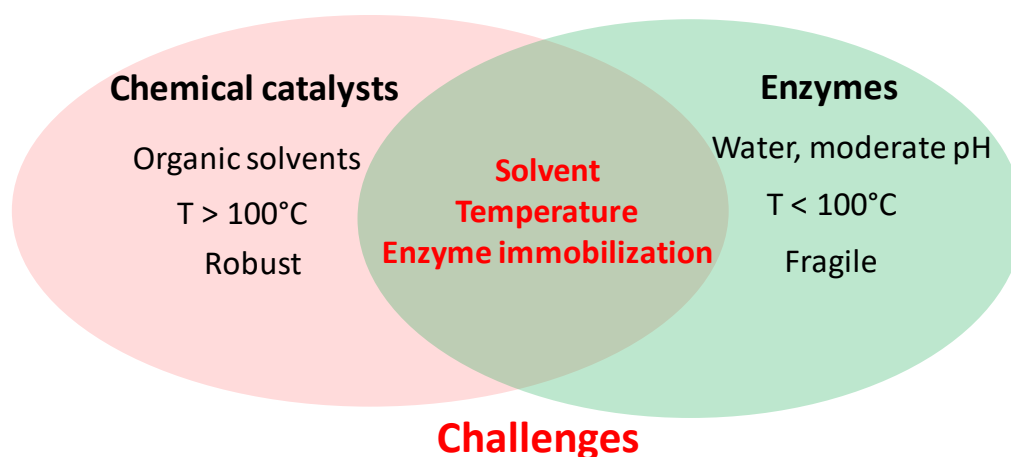 Chemical catalysts
Organic solvents
T > 100°C
Robust
Solvent
Temperature
Enzyme immobilization
Enzymes
Water, moderate pH
T < 100°C
Fragile
Challenges